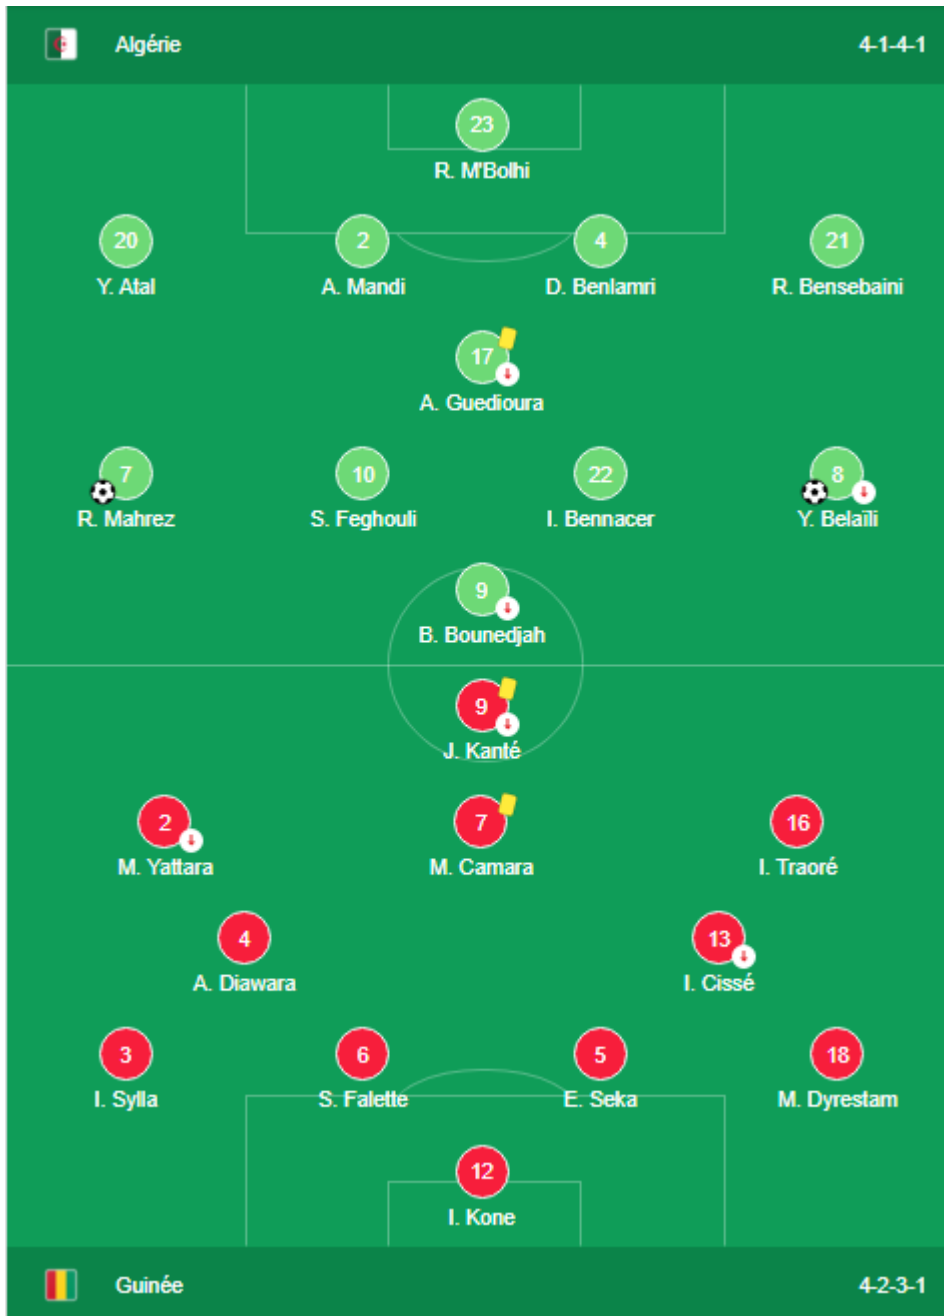 Algérie 4-1-4-1
23
R. M'Bolhi
20 2 4 21
Y. Atal A. Mandi D. Benlamri R. Bensebaini
17
A. Guedioura
7 10 22 8
R. Mahrez S. Feghouli I. Bennacer Y. Belaïli
9
B. Bounedjah
9
J. Kanté
2 7 16
M. Yattara M. Camara I. Traoré
4 13
A. Diawara I. Cissé
3 6 5 18
I. Sylla S. Falette E. Seka M. Dyrestam
12
I. Kone
Guinée 4-2-3-1